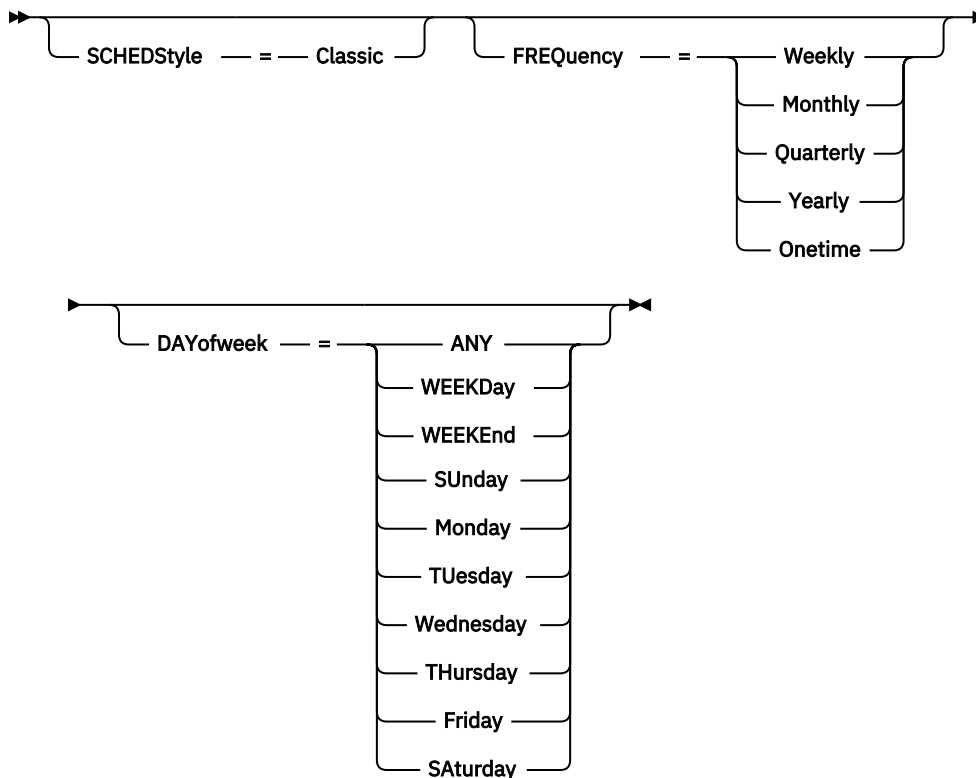 SCHEDStyle = Classic FREQuency = Weekly
Monthly
Quarterly
Yearly
Onetime
DAYofweek = ANY
WEEKDay
WEEKEnd
SUnday
Monday
TUesday
Wednesday
THursday
Friday
SAturday